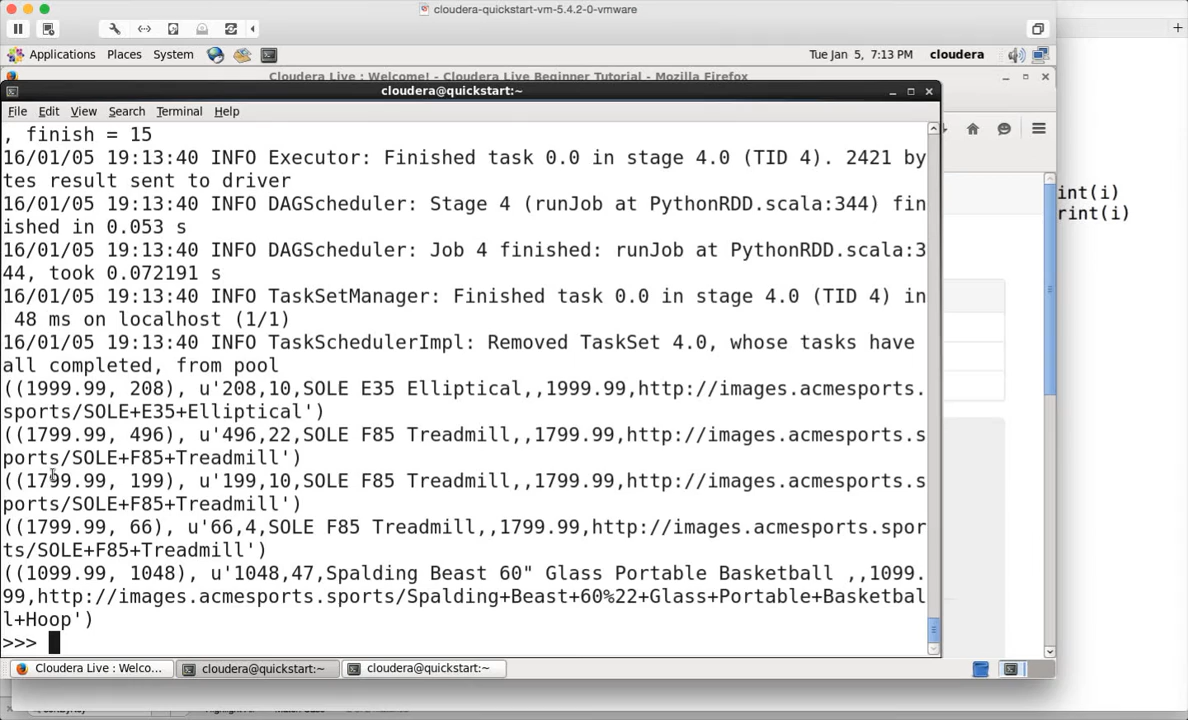 cloudera-quickstart-vm-5.4.2-0-vmware
Applications Places System Tue Jan 5, 7:13 PM cloudera
Cloudera Live : Welcome! - Cloudera Live Beginner Tutorial - Mozilla Firefox
cloudera@quickstart:~
File Edit View Search Terminal Help
, finish = 15
16/01/05 19:13:40 INFO Executor: Finished task 0.0 in stage 4.0 (TID 4). 2421 by
tes result sent to driver
16/01/05 19:13:40 INFO DAGScheduler: Stage 4 (runJob at PythonRDD.scala:344) fin
ished in 0.053 s
16/01/05 19:13:40 INFO DAGScheduler: Job 4 finished: runJob at PythonRDD.scala:3
44, took 0.072191 s
16/01/05 19:13:40 INFO TaskSetManager: Finished task 0.0 in stage 4.0 (TID 4) in
48 ms on localhost (1/1)
16/01/05 19:13:40 INFO TaskSchedulerImpl: Removed TaskSet 4.0, whose tasks have
all completed, from pool
((1999.99, 208), u'208,10,SOLE E35 Elliptical,,1999.99,http://images.acmesports.
sports/SOLE+E35+Elliptical')
((1799.99, 496), u'496,22,SOLE F85 Treadmill,,1799.99,http://images.acmesports.s
ports/SOLE+F85+Treadmill')
((1799.99, 199), u'199,10,SOLE F85 Treadmill,,1799.99,http://images.acmesports.s
ports/SOLE+F85+Treadmill')
((1799.99, 66), u'66,4,SOLE F85 Treadmill,,1799.99,http://images.acmesports.spor
ts/SOLE+F85+Treadmill')
((1099.99, 1048), u'1048,47,Spalding Beast 60" Glass Portable Basketball ,,1099.
99,http://images.acmesports.sports/Spalding+Beast+60%22+Glass+Portable+Basketbal
l+Hoop')
>>>
int(i)
rint(i)
Cloudera Live : Welco... cloudera@quickstart:~ cloudera@quickstart:~